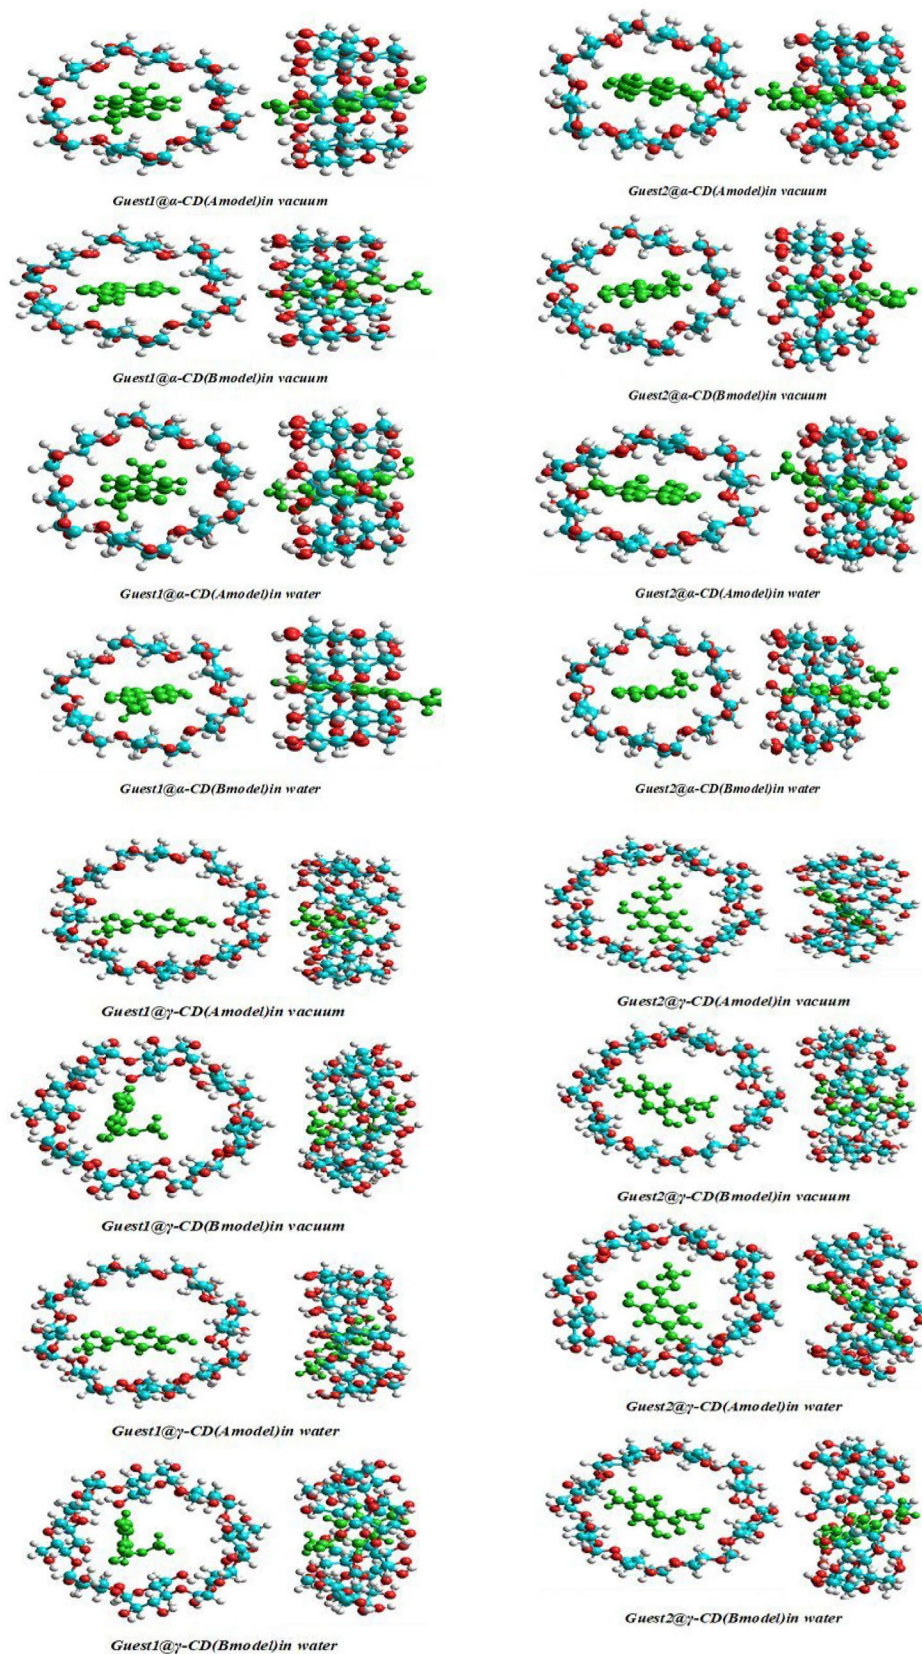 Guest1@α-CD(Amodel)in vacuum
Guest2@α-CD(Amodel)in vacuum
Guest1@α-CD(Bmodel)in vacuum
Guest2@α-CD(Bmodel)in vacuum
Guest1@α-CD(Amodel)in water
Guest2@α-CD(Amodel)in water
Guest1@α-CD(Bmodel)in water
Guest2@α-CD(Bmodel)in water
Guest1@γ-CD(Amodel)in vacuum
Guest2@γ-CD(Amodel)in vacuum
Guest1@γ-CD(Bmodel)in vacuum
Guest2@γ-CD(Bmodel)in vacuum
Guest1@γ-CD(Amodel)in water
Guest2@γ-CD(Amodel)in water
Guest1@γ-CD(Bmodel)in water
Guest2@γ-CD(Bmodel)in water